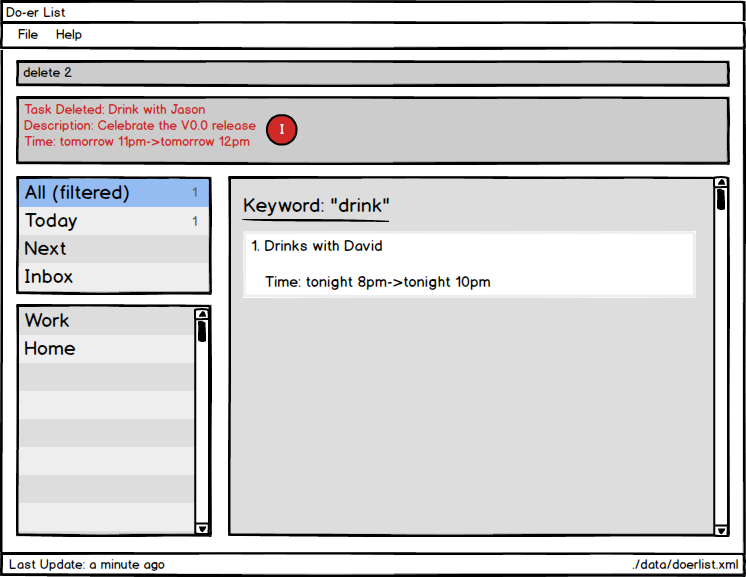 Do-er List
File Help
delete 2
Task Deleted: Drink with Jason
Description: Celebrate the V0.0 release
Time: tomorrow 11pm->tomorrow 12pm
I
All (filtered) 1
Today 1
Next
Inbox
Work
Home
Keyword: "drink"
1. Drinks with David
Time: tonight 8pm->tonight 10pm
Last Update: a minute ago
./data/doerlist.xml